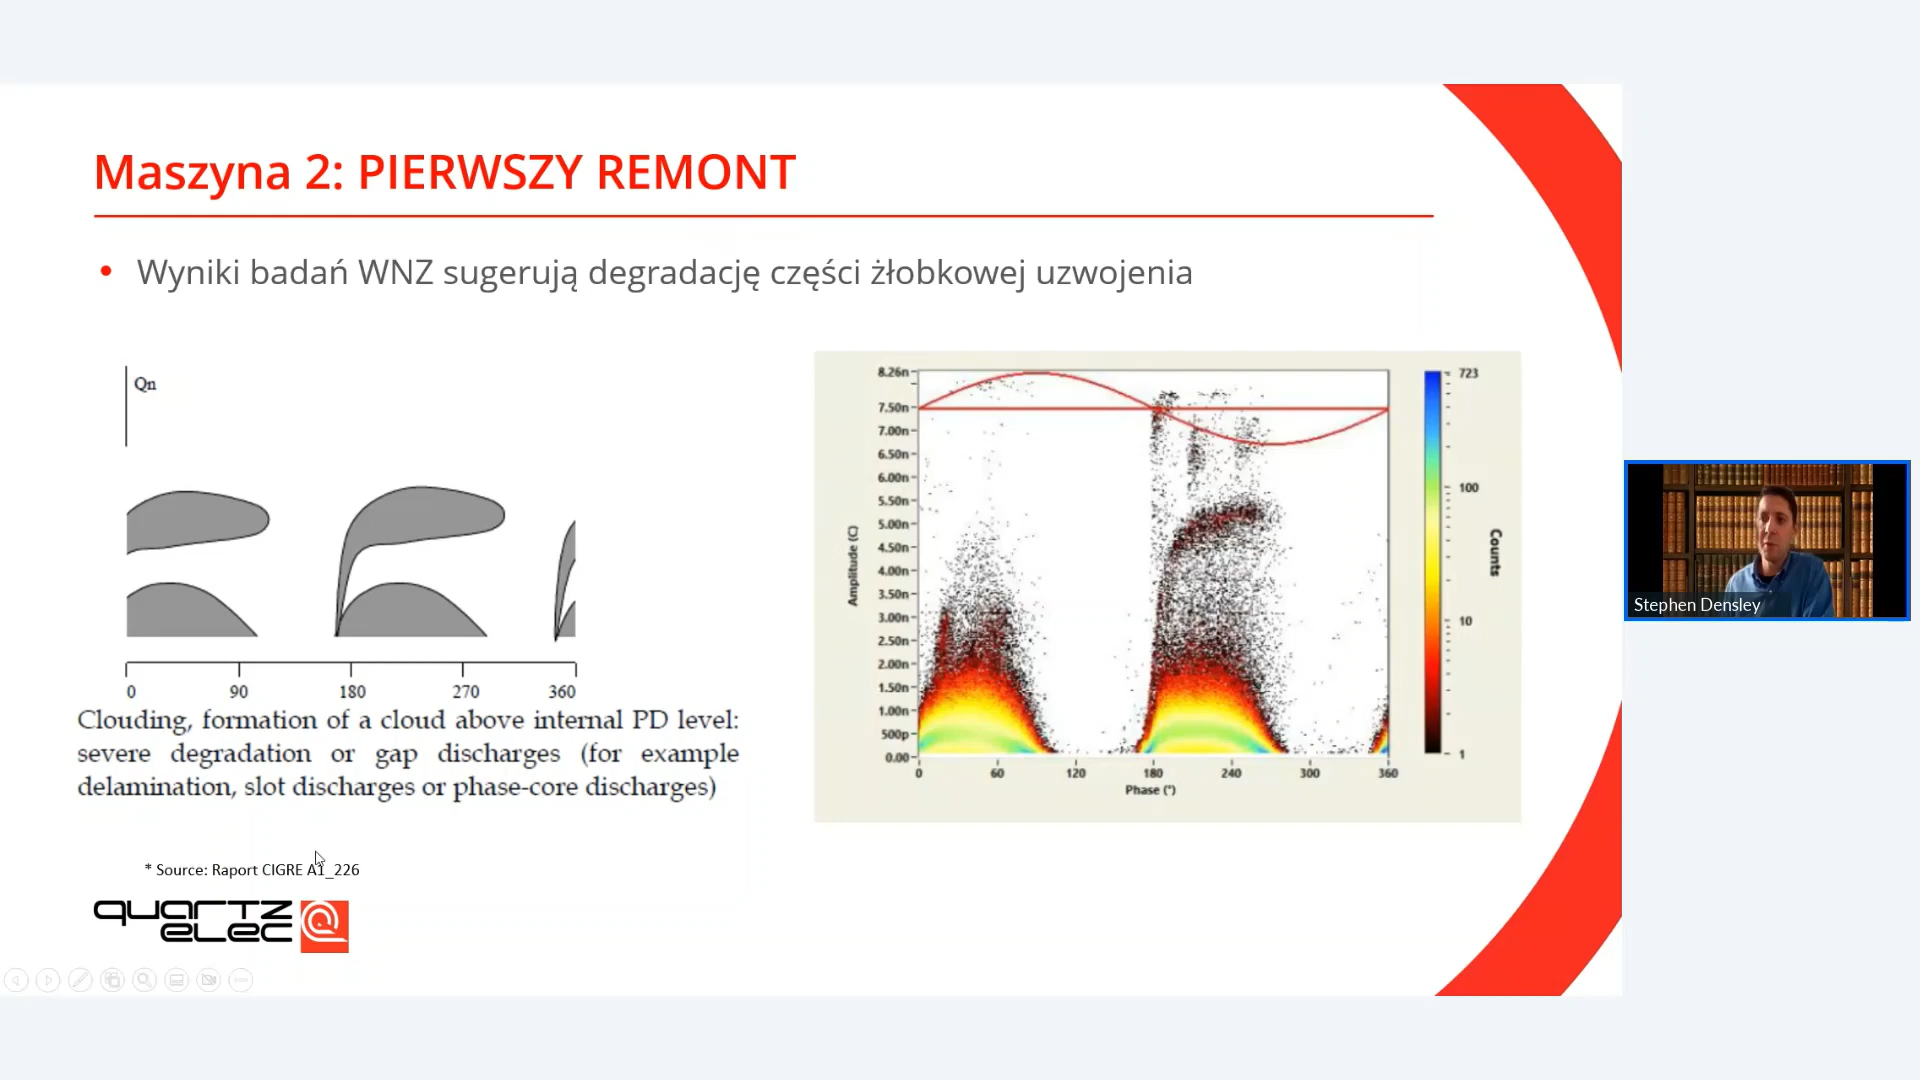 Maszyna 2: PIERWSZY REMONT
• Wyniki badań WNZ sugerują degradację części żłobkowej uzwojenia
Qn
0 90 180 270 360
Clouding, formation of a cloud above internal PD level:
severe degradation or gap discharges (for example
delamination, slot discharges or phase-core discharges)
* Source: Raport CIGRE A1_226
quartz
elec
8.26n
7.50n
7.00n
6.50n
6.00n
5.50n
5.00n
4.50n
4.00n
3.50n
3.00n
2.50n
2.00n
1.50n
1.00n
500p
0.00
Amplitude (C)
0 60 120 180 240 300 360
Phase (°)
723
100
10
1
Counts
Stephen Densley